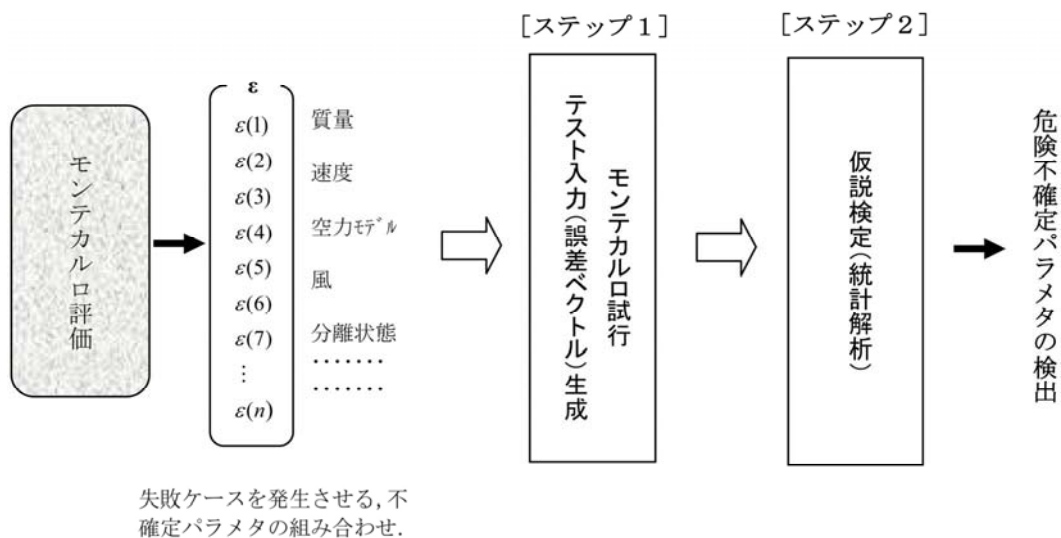 モンテカルロ評価
ε
ε(1)
ε(2)
ε(3)
ε(4)
ε(5)
ε(6)
ε(7)
⋮
ε(n)
質量
速度
空力ﾓﾃﾞﾙ
風
分離状態
･･･････
･･･････
失敗ケースを発生させる,不
確定パラメタの組み合わせ.
[ステップ１]
モンテカルロ試行
テスト入力(誤差ベクトル)生成
[ステップ２]
仮説検定(統計解析)
危険不確定パラメタの検出